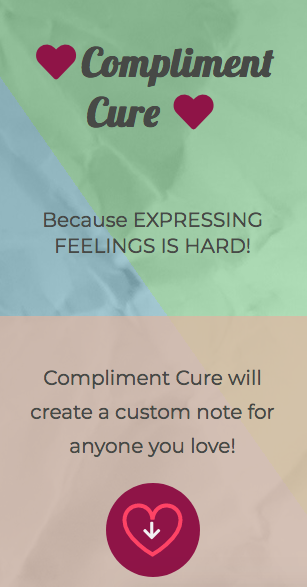 Compliment
Cure
Because EXPRESSING
FEELINGS IS HARD!
Compliment Cure will
create a custom note for
anyone you love!